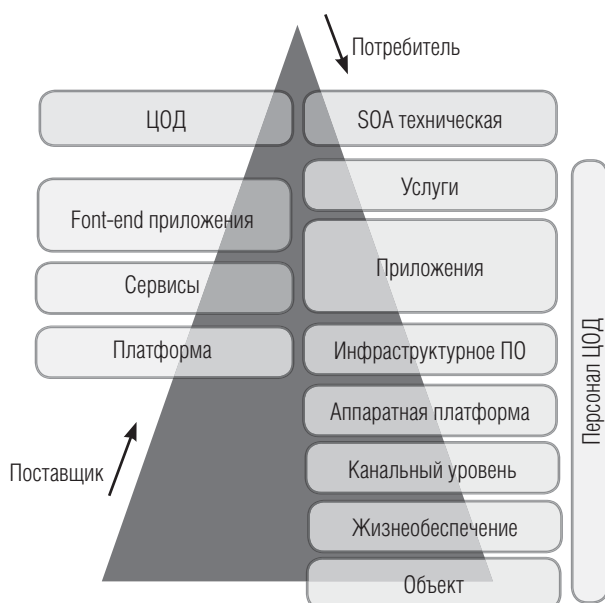 Потребитель
ЦОД
SOA техническая
Услуги
Font-end приложения
Приложения
Сервисы
Платформа
Инфраструктурное ПО
Аппаратная платформа
Поставщик
Канальный уровень
Жизнеобеспечение
Объект
Персонал ЦОД